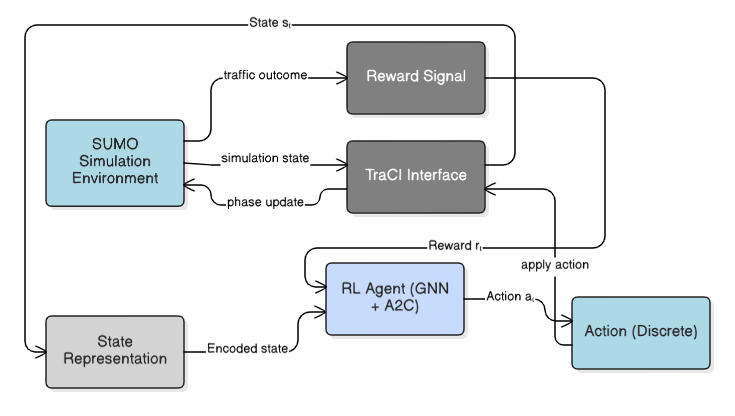 State sₜ
traffic outcome
Reward Signal
SUMO
Simulation
Environment
simulation state
TraCI Interface
phase update
Reward rₜ
apply action
RL Agent (GNN
+ A2C)
Action aₜ
Action (Discrete)
State
Representation
Encoded state